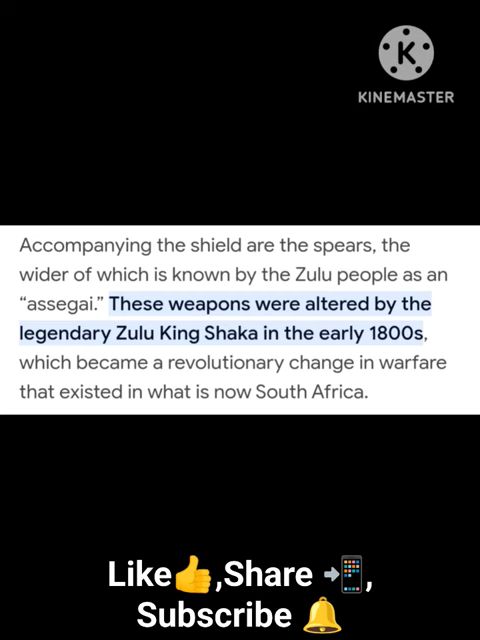 KINEMASTER
Accompanying the shield are the spears, the
wider of which is known by the Zulu people as an
“assegai.” These weapons were altered by the
legendary Zulu King Shaka in the early 1800s,
which became a revolutionary change in warfare
that existed in what is now South Africa.
Like👍,Share 📲,
Subscribe 🔔